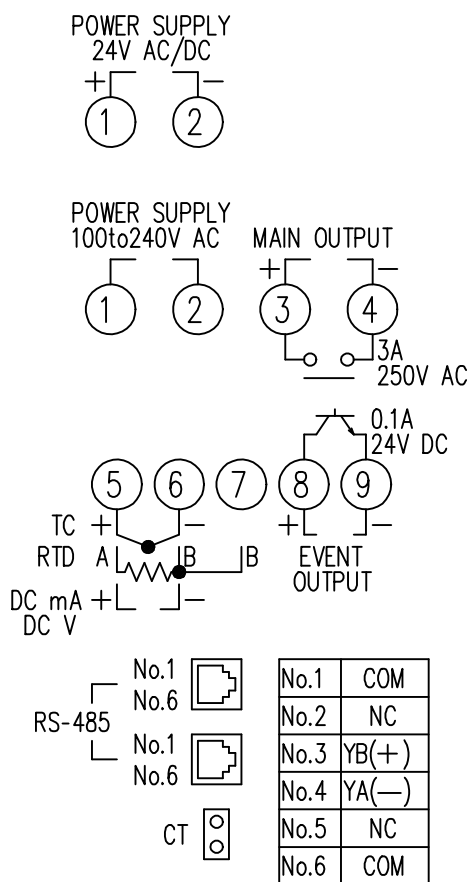 POWER SUPPLY
24V AC/DC
+ −
1 2
POWER SUPPLY
100to240V AC
MAIN OUTPUT
+ −
1 2 3 4
3A
250V AC
0.1A
24V DC
5 6 7 8 9
TC + −
+ −
RTD A B B
EVENT
OUTPUT
DC mA + −
DC V
No.1
No.6
RS-485
No.1
No.6
CT
No.1 COM
No.2 NC
No.3 YB(+)
No.4 YA(—)
No.5 NC
No.6 COM